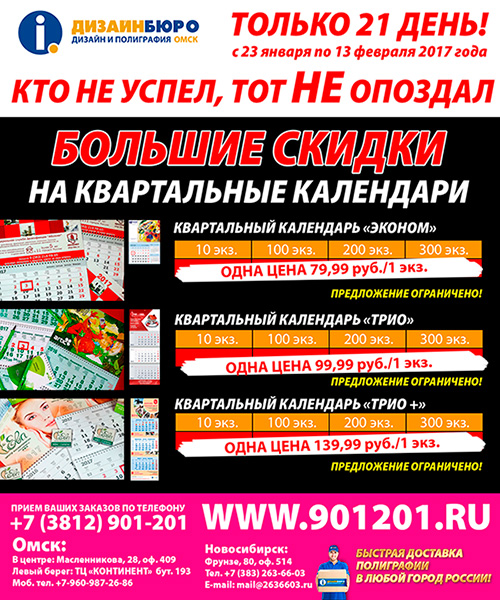 ДИЗАЙНБЮРО
ДИЗАЙН И ПОЛИГРАФИЯ ОМСК
ТОЛЬКО 21 ДЕНЬ!
с 23 января по 13 февраля 2017 года
КТО НЕ УСПЕЛ, ТОТ НЕ ОПОЗДАЛ
БОЛЬШИЕ СКИДКИ
НА КВАРТАЛЬНЫЕ КАЛЕНДАРИ
КВАРТАЛЬНЫЙ КАЛЕНДАРЬ «ЭКОНОМ»
10 экз. 100 экз. 200 экз. 300 экз.
ОДНА ЦЕНА 79,99 руб./1 экз.
ПРЕДЛОЖЕНИЕ ОГРАНИЧЕНО!
КВАРТАЛЬНЫЙ КАЛЕНДАРЬ «ТРИО»
10 экз. 100 экз. 200 экз. 300 экз.
ОДНА ЦЕНА 99,99 руб./1 экз.
ПРЕДЛОЖЕНИЕ ОГРАНИЧЕНО!
КВАРТАЛЬНЫЙ КАЛЕНДАРЬ «ТРИО +»
10 экз. 100 экз. 200 экз. 300 экз.
ОДНА ЦЕНА 139,99 руб./1 экз.
ПРЕДЛОЖЕНИЕ ОГРАНИЧЕНО!
ПРИЕМ ВАШИХ ЗАКАЗОВ ПО ТЕЛЕФОНУ
+7 (3812) 901-201
WWW.901201.RU
Омск:
В центре: Масленникова, 28, оф. 409
Левый берег: ТЦ «КОНТИНЕНТ» бут. 193
Моб. тел. +7-960-987-26-86
Новосибирск:
Фрунзе, 80, оф. 514
Тел. +7 (383) 263-66-03
E-mail: mail@2636603.ru
БЫСТРАЯ ДОСТАВКА
ПОЛИГРАФИИ
В ЛЮБОЙ ГОРОД РОССИИ!